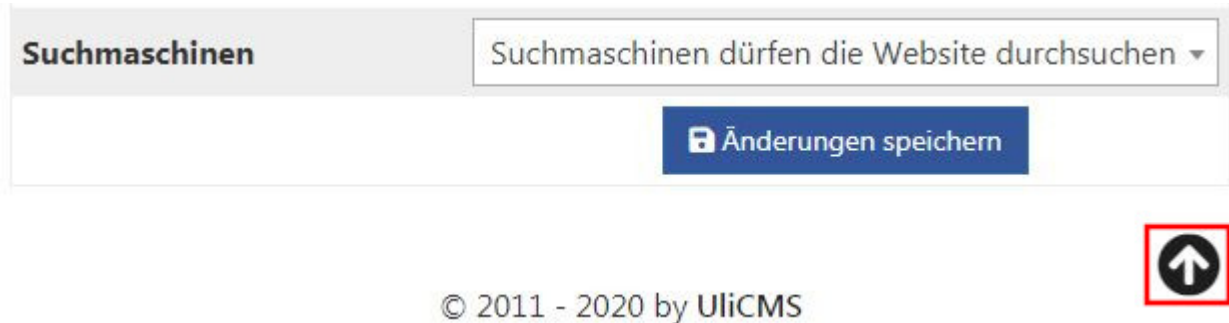 Suchmaschinen Suchmaschinen dürfen die Website durchsuchen
Änderungen speichern
© 2011 - 2020 by UliCMS